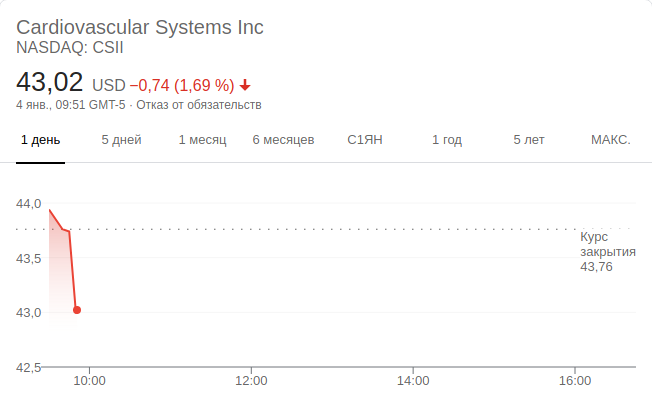 Cardiovascular Systems Inc
NASDAQ: CSII
43,02 USD −0,74 (1,69 %)
4 янв., 09:51 GMT-5 · Отказ от обязательств
1 день 5 дней 1 месяц 6 месяцев С1ЯН 1 год 5 лет МАКС.
44,0
Курс
закрытия
43,76
43,5
43,0
42,5
10:00 12:00 14:00 16:00